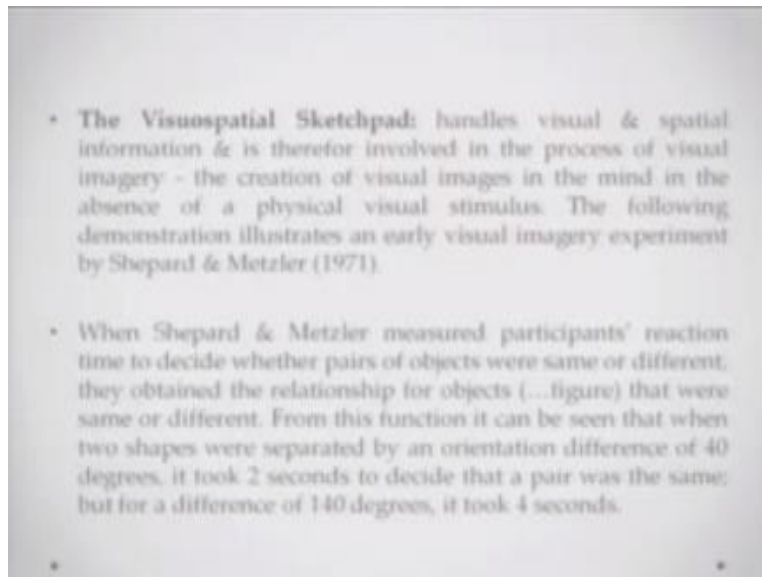 • The Visuospatial Sketchpad: handles visual & spatial
information & is therefor involved in the process of visual
imagery - the creation of visual images in the mind in the
absence of a physical visual stimulus. The following
demonstration illustrates an early visual imagery experiment
by Shepard & Metzler (1971).
• When Shepard & Metzler measured participants' reaction
time to decide whether pairs of objects were same or different,
they obtained the relationship for objects (...figure) that were
same or different. From this function it can be seen that when
two shapes were separated by an orientation difference of 40
degrees, it took 2 seconds to decide that a pair was the same;
but for a difference of 140 degrees, it took 4 seconds.